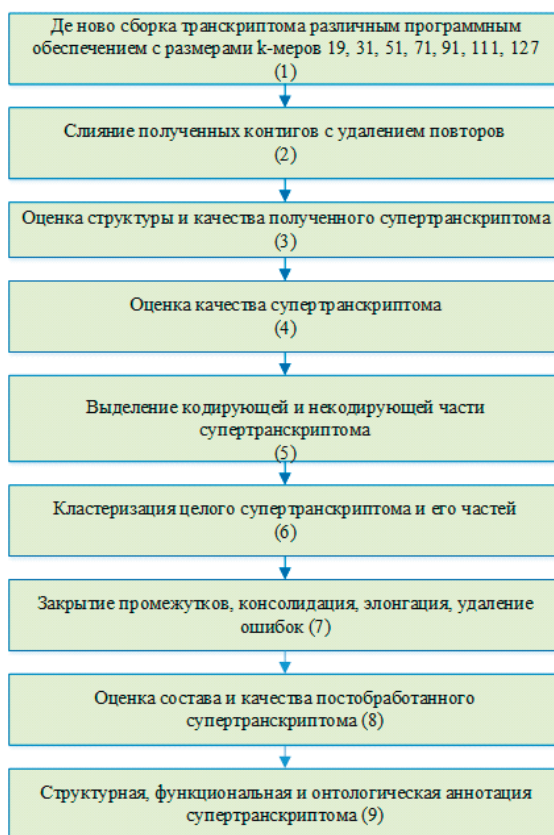 Де ново сборка транскриптома различным программным
обеспечением с размерами k-меров 19, 31, 51, 71, 91, 111, 127
(1)
Слияние полученных контигов с удалением повторов
(2)
Оценка структуры и качества полученного супертранскриптома
(3)
Оценка качества супертранскриптома
(4)
Выделение кодирующей и некодирующей части
супертранскриптома
(5)
Кластеризация целого супертранскриптома и его частей
(6)
Закрытие промежутков, консолидация, элонгация, удаление
ошибок (7)
Оценка состава и качества постобработанного
супертранскриптома (8)
Структурная, функциональная и онтологическая аннотация
супертранскриптома (9)